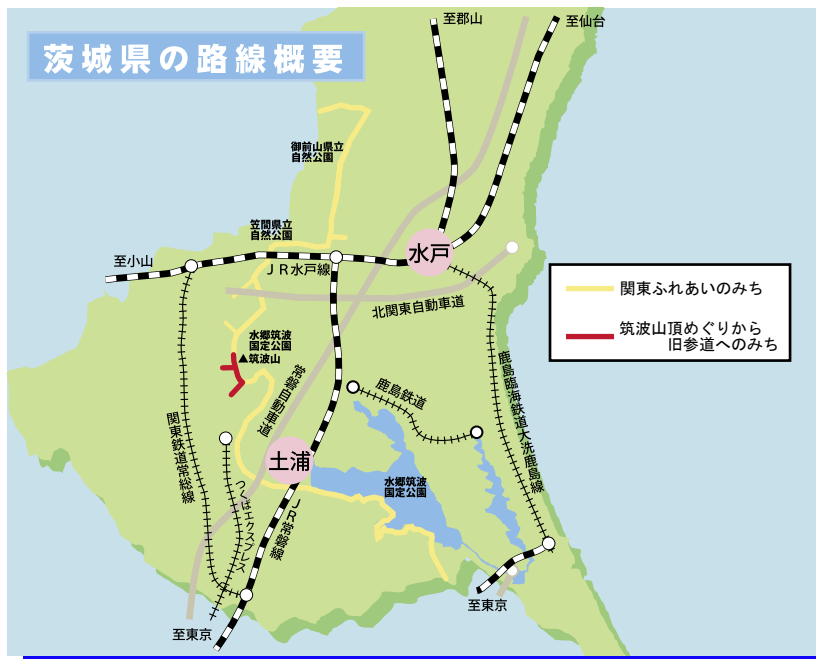 茨城県の路線概要
至郡山
至仙台
御前山県立
自然公園
笠間県立
自然公園
水戸
至小山
ＪＲ水戸線
北関東自動車道
関東ふれあいのみち
筑波山頂めぐりから
旧参道へのみち
水郷筑波
国定公園
▲筑波山
常磐自動車道
鹿島鉄道
鹿島臨海鉄道大洗鹿島線
関東鉄道常総線
土浦
つくばエクスプレス
水郷筑波
国定公園
ＪＲ常磐線
至東京
至東京